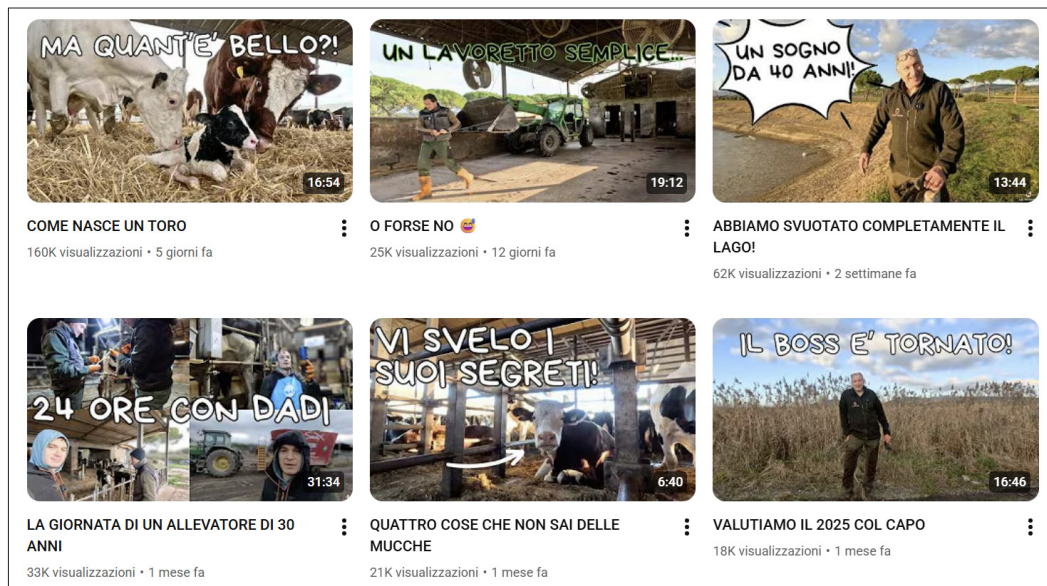 MA QUANT'E' BELLO?!
16:54
COME NASCE UN TORO
160K visualizzazioni • 5 giorni fa
UN LAVORETTO SEMPLICE...
19:12
O FORSE NO 😅
25K visualizzazioni • 12 giorni fa
UN SOGNO
DA 40 ANNI!
13:44
ABBIAMO SVUOTATO COMPLETAMENTE IL
LAGO!
62K visualizzazioni • 2 settimane fa
24 ORE CON DADI
31:34
LA GIORNATA DI UN ALLEVATORE DI 30
ANNI
33K visualizzazioni • 1 mese fa
VI SVELO I
SUOI SEGRETI!
6:40
QUATTRO COSE CHE NON SAI DELLE
MUCCHE
21K visualizzazioni • 1 mese fa
IL BOSS E' TORNATO!
16:46
VALUTIAMO IL 2025 COL CAPO
18K visualizzazioni • 1 mese fa